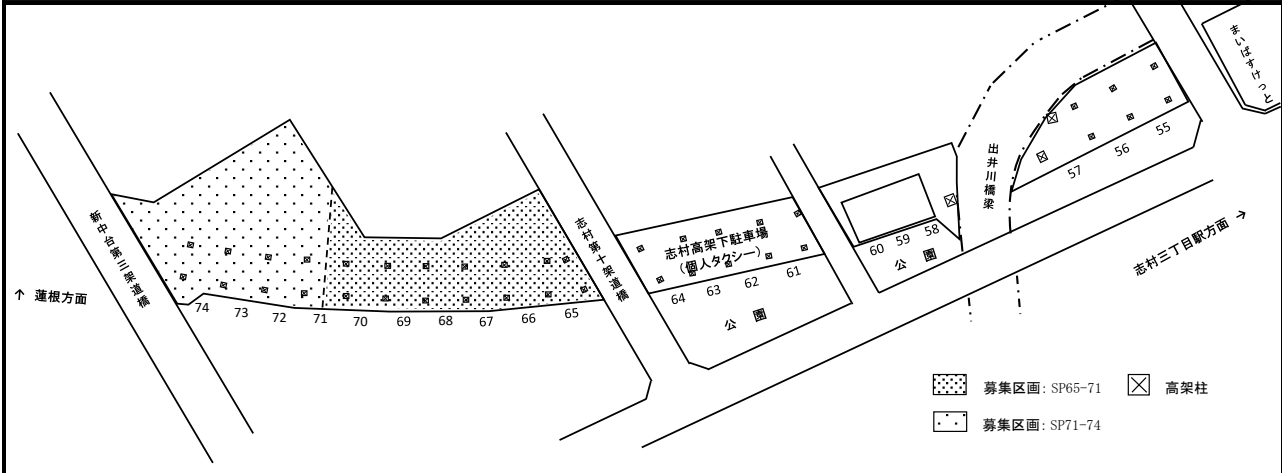 まいばすけっと
出井川橋梁
55
56
57
58
59
60
公園
志村三丁目駅方面 →
志村高架下駐車場
（個人タクシー）
61
62
63
64
公園
志村第十架道橋
65
66
67
68
69
70
71
72
73
74
新中台第三架道橋
↑ 蓮根方面
募集区画: SP65-71
高架柱
募集区画: SP71-74